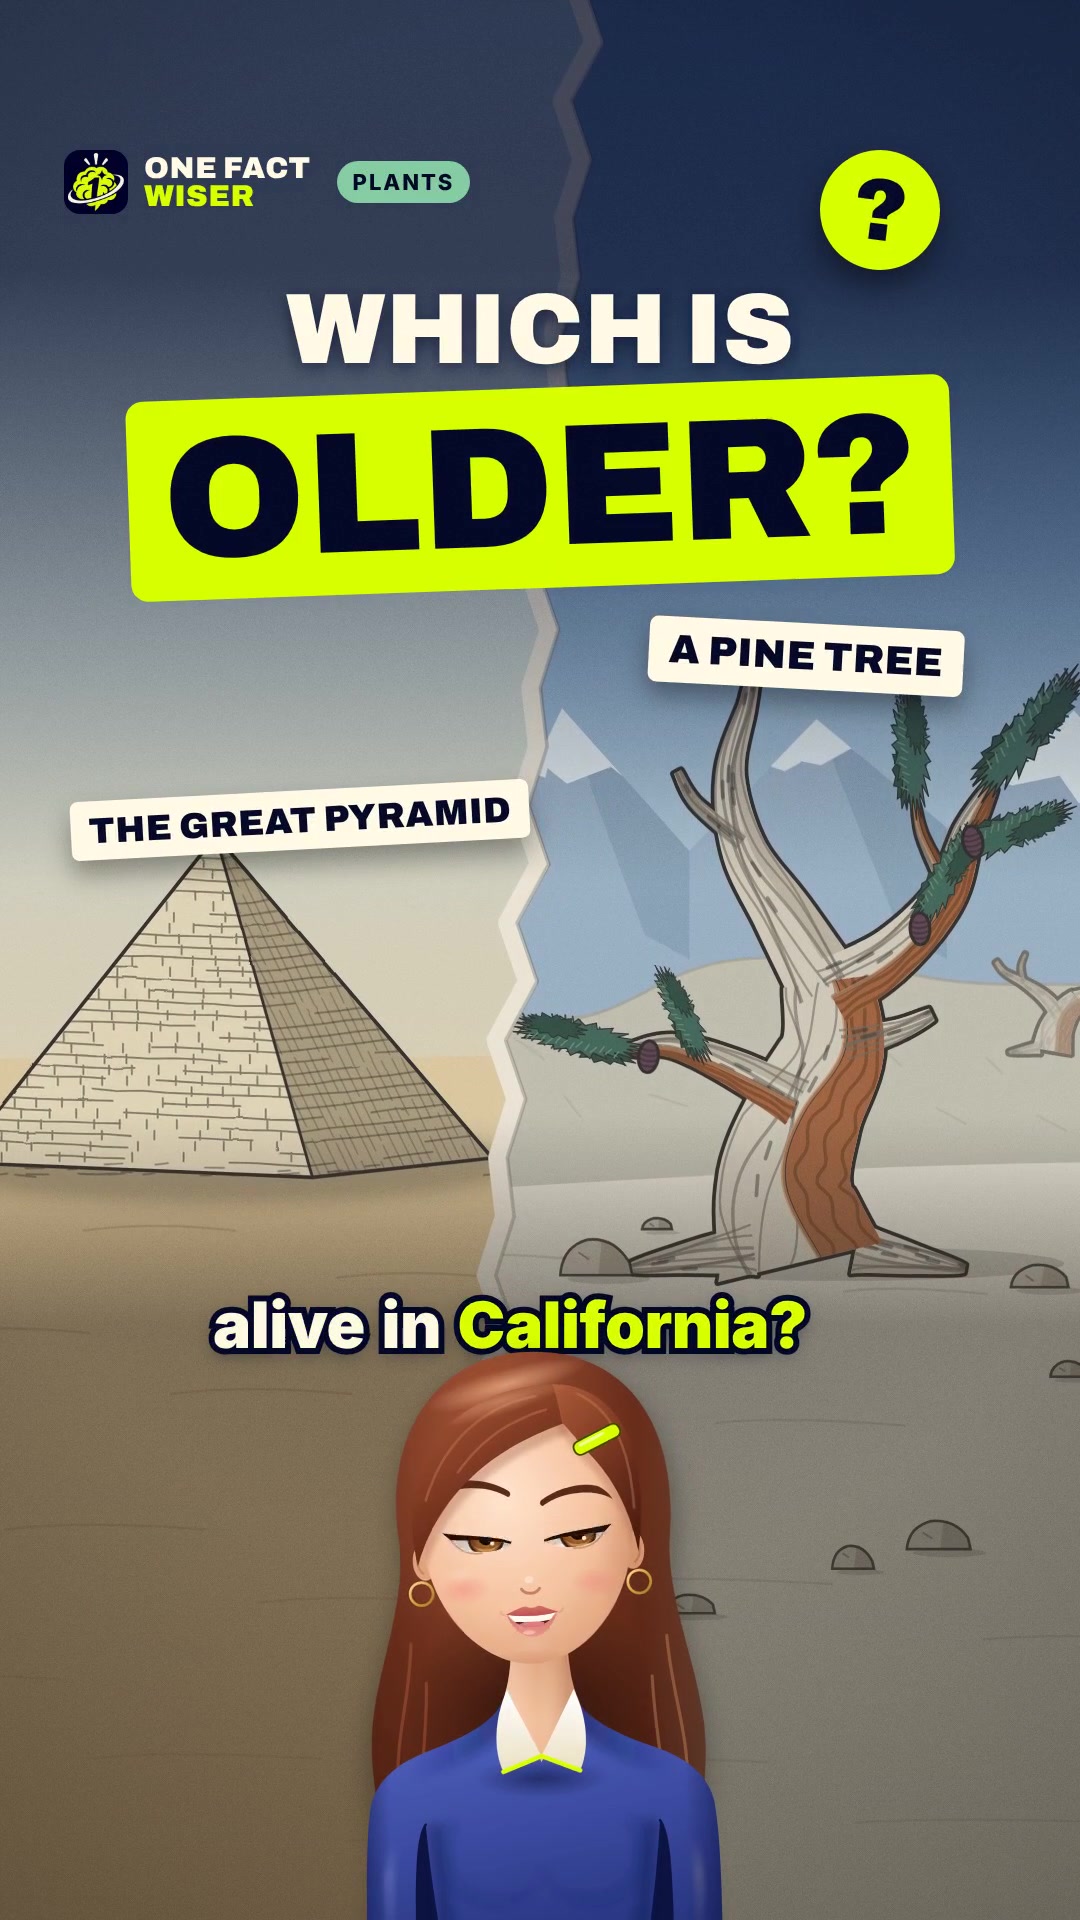 ONE FACT
WISER
PLANTS
?
WHICH IS
OLDER?
A PINE TREE
THE GREAT PYRAMID
alive in California?